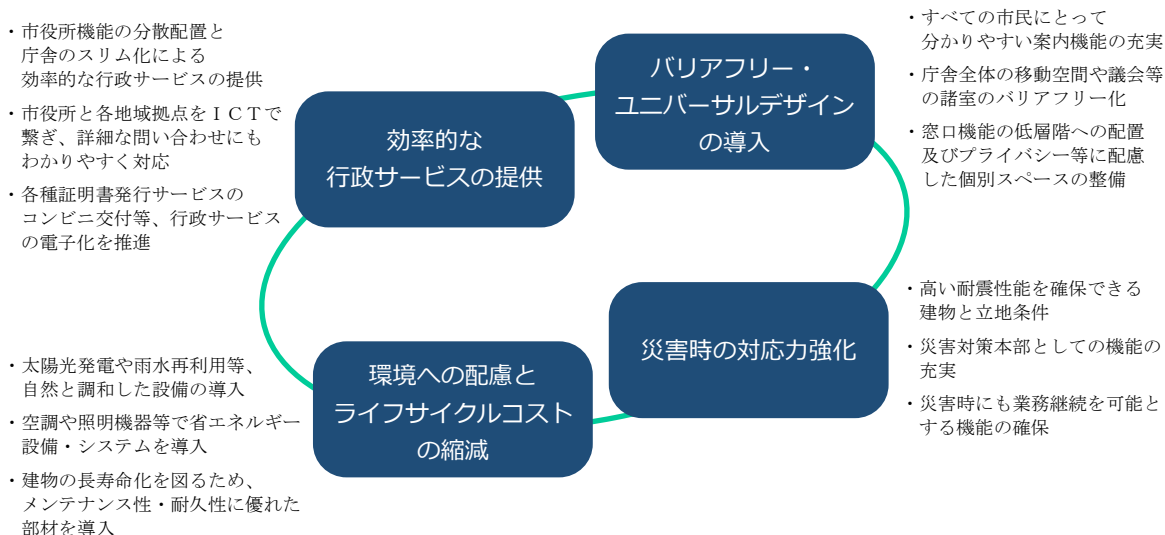 ・市役所機能の分散配置と
庁舎のスリム化による
効率的な行政サービスの提供
・市役所と各地域拠点をＩＣＴで
繋ぎ、詳細な問い合わせにも
わかりやすく対応
・各種証明書発行サービスの
コンビニ交付等、行政サービス
の電子化を推進
効率的な
行政サービスの提供
バリアフリー・
ユニバーサルデザイン
の導入
・すべての市民にとって
分かりやすい案内機能の充実
・庁舎全体の移動空間や議会等
の諸室のバリアフリー化
・窓口機能の低層階への配置
及びプライバシー等に配慮
した個別スペースの整備
・太陽光発電や雨水再利用等、
自然と調和した設備の導入
・空調や照明機器等で省エネルギー
設備・システムを導入
・建物の長寿命化を図るため、
メンテナンス性・耐久性に優れた
部材を導入
環境への配慮と
ライフサイクルコスト
の縮減
災害時の対応力強化
・高い耐震性能を確保できる
建物と立地条件
・災害対策本部としての機能の
充実
・災害時にも業務継続を可能と
する機能の確保